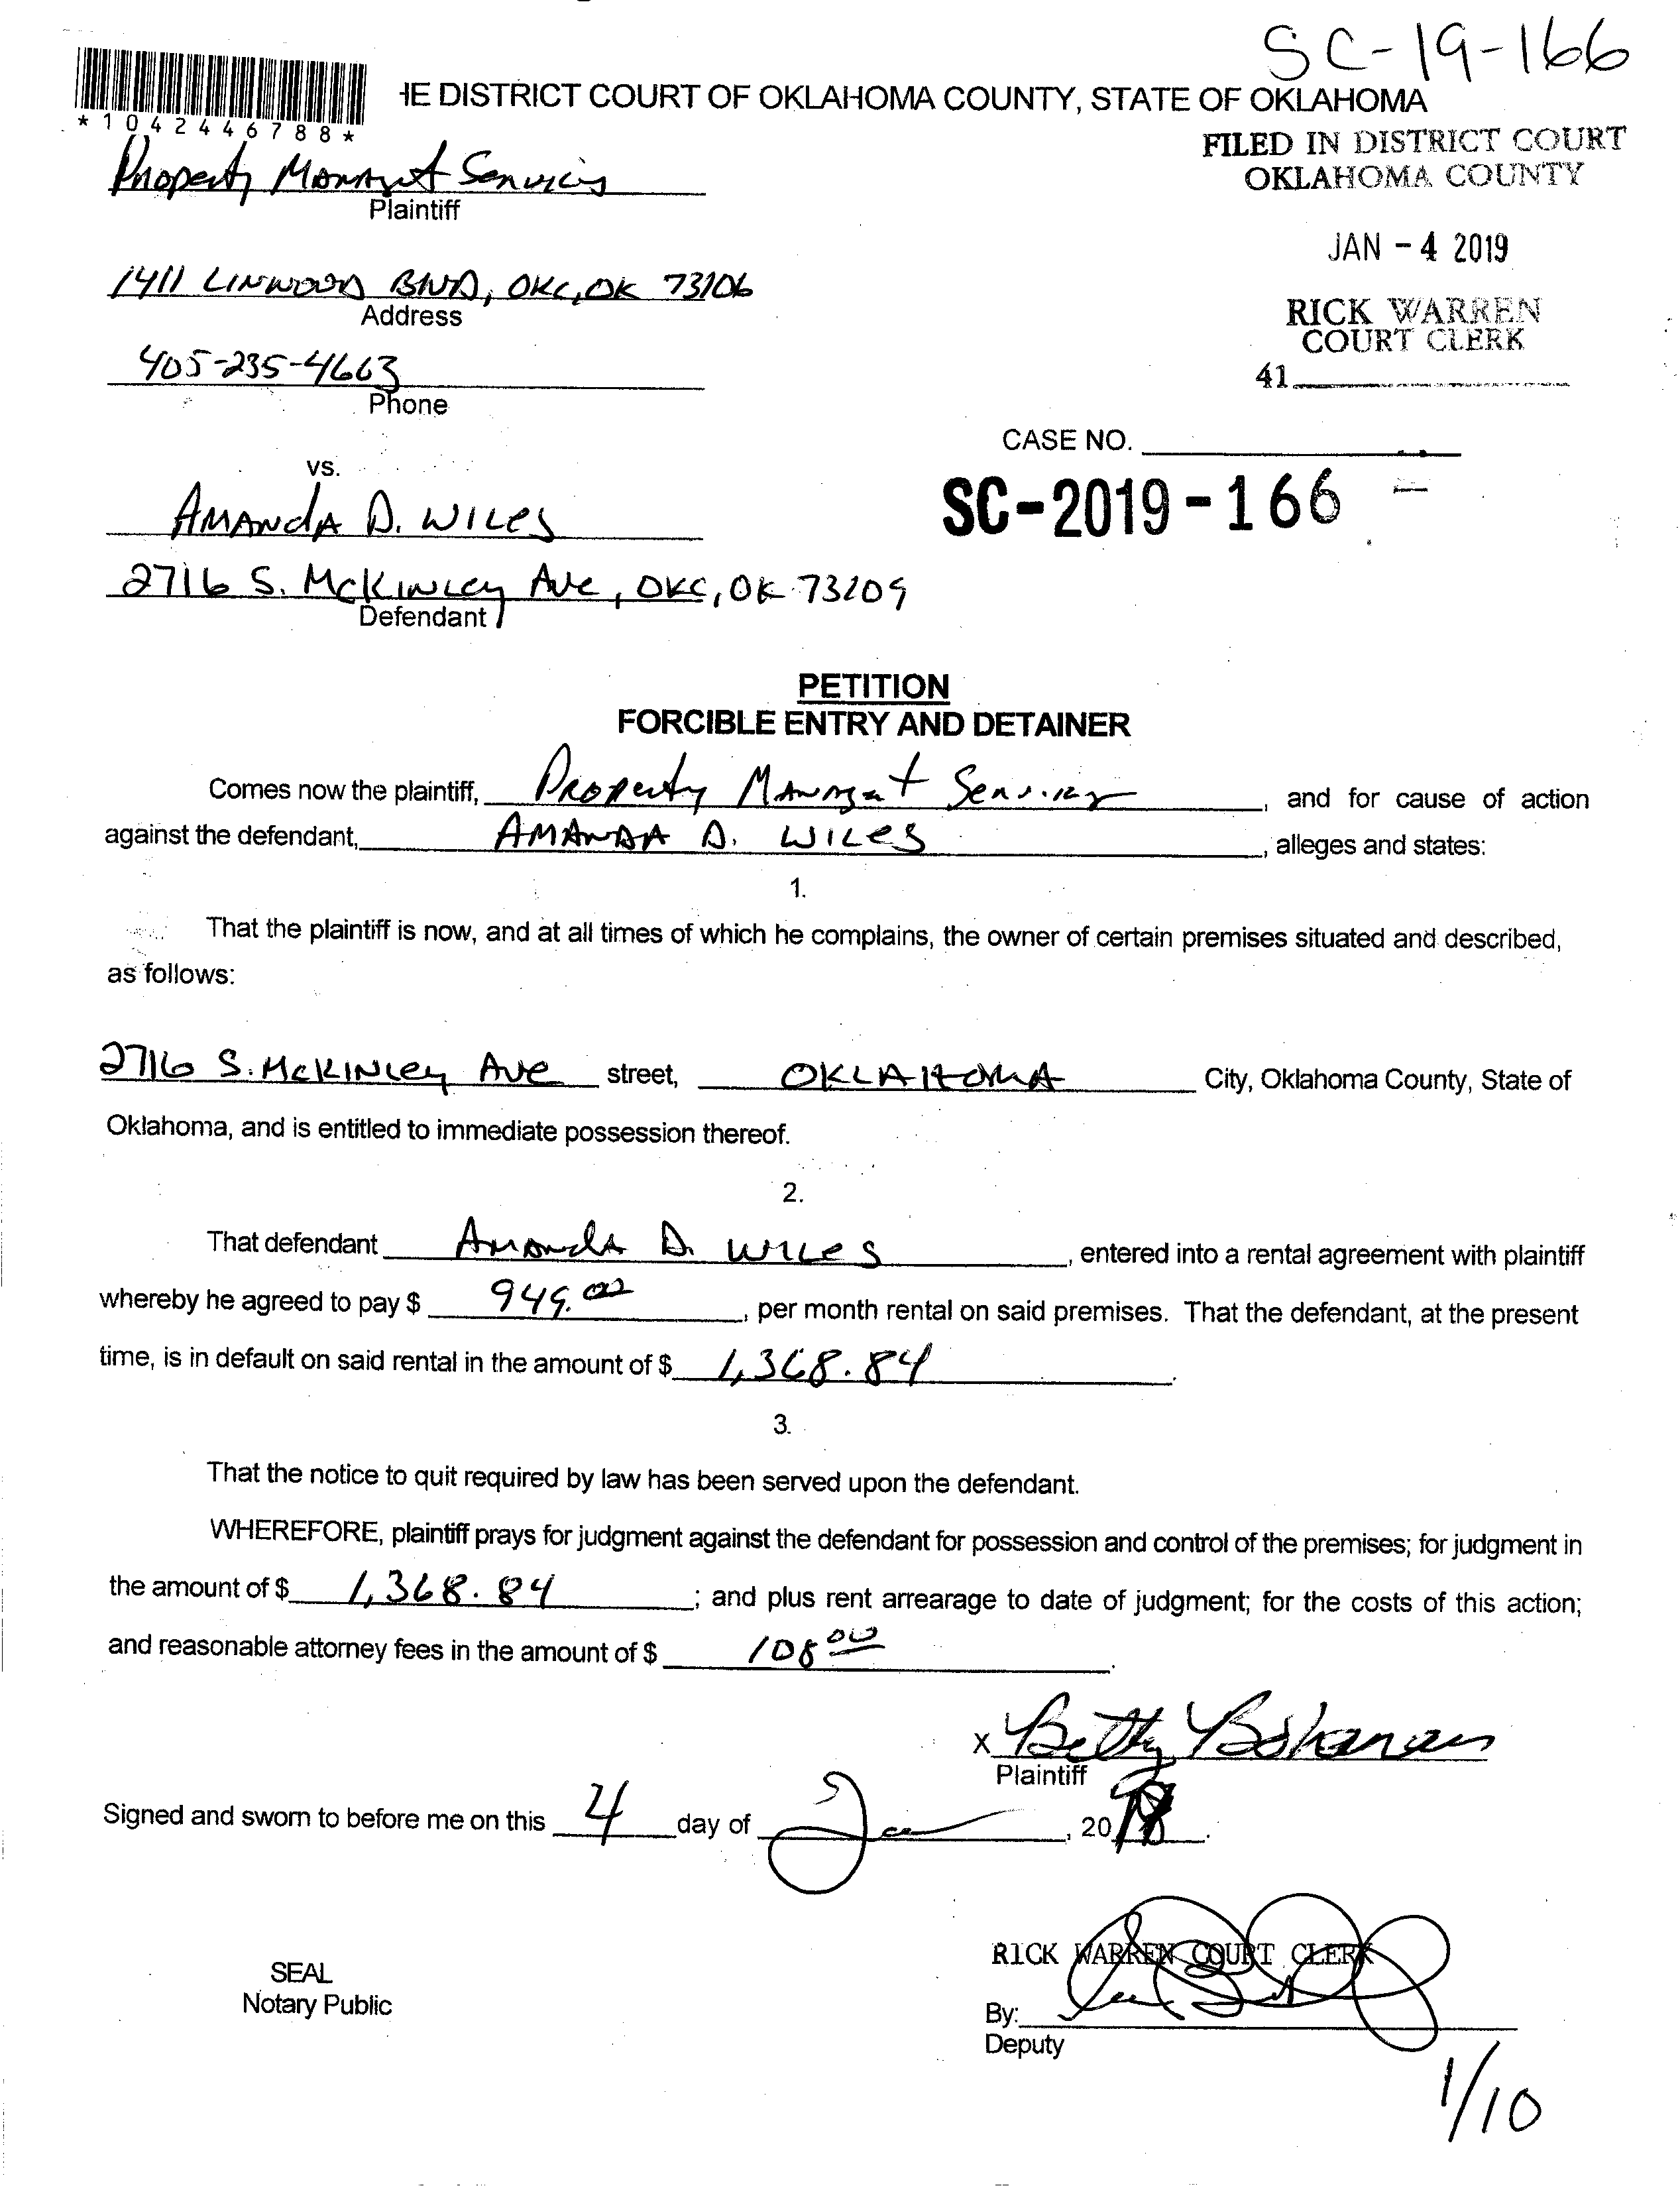 SC-19-166
HE DISTRICT COURT OF OKLAHOMA COUNTY, STATE OF OKLAHOMA
*1042446788*
FILED IN DISTRICT COURT
OKLAHOMA COUNTY
Property Managmt Services
Plaintiff
JAN - 4 2019
1411 LINWOOD BLVD, OKC, OK 73106
Address
RICK WARREN
COURT CLERK
405-235-4663
Phone
41
CASE NO.
vs.
SC-2019-166
AMANDA D. WILES
2716 S. McKINLEY Ave, OKC, OK 73109
Defendant
PETITION
FORCIBLE ENTRY AND DETAINER
Comes now the plaintiff, Property Managmt Services, and for cause of action
against the defendant, AMANDA D. WILES, alleges and states:
1.
That the plaintiff is now, and at all times of which he complains, the owner of certain premises situated and described,
as follows:
2716 S. McKINLEY Ave street, OKLAHOMA City, Oklahoma County, State of
Oklahoma, and is entitled to immediate possession thereof.
2.
That defendant Amanda D. WILES, entered into a rental agreement with plaintiff
whereby he agreed to pay $ 949.00, per month rental on said premises. That the defendant, at the present
time, is in default on said rental in the amount of $ 1,368.84.
3.
That the notice to quit required by law has been served upon the defendant.
WHEREFORE, plaintiff prays for judgment against the defendant for possession and control of the premises; for judgment in
the amount of $ 1,368.84; and plus rent arrearage to date of judgment; for the costs of this action;
and reasonable attorney fees in the amount of $ 108 00.
X Betty Bohanan
Plaintiff
Signed and sworn to before me on this 4 day of Jan, 20
RICK WARREN COURT CLERK
SEAL
Notary Public
By:
Deputy
1/10